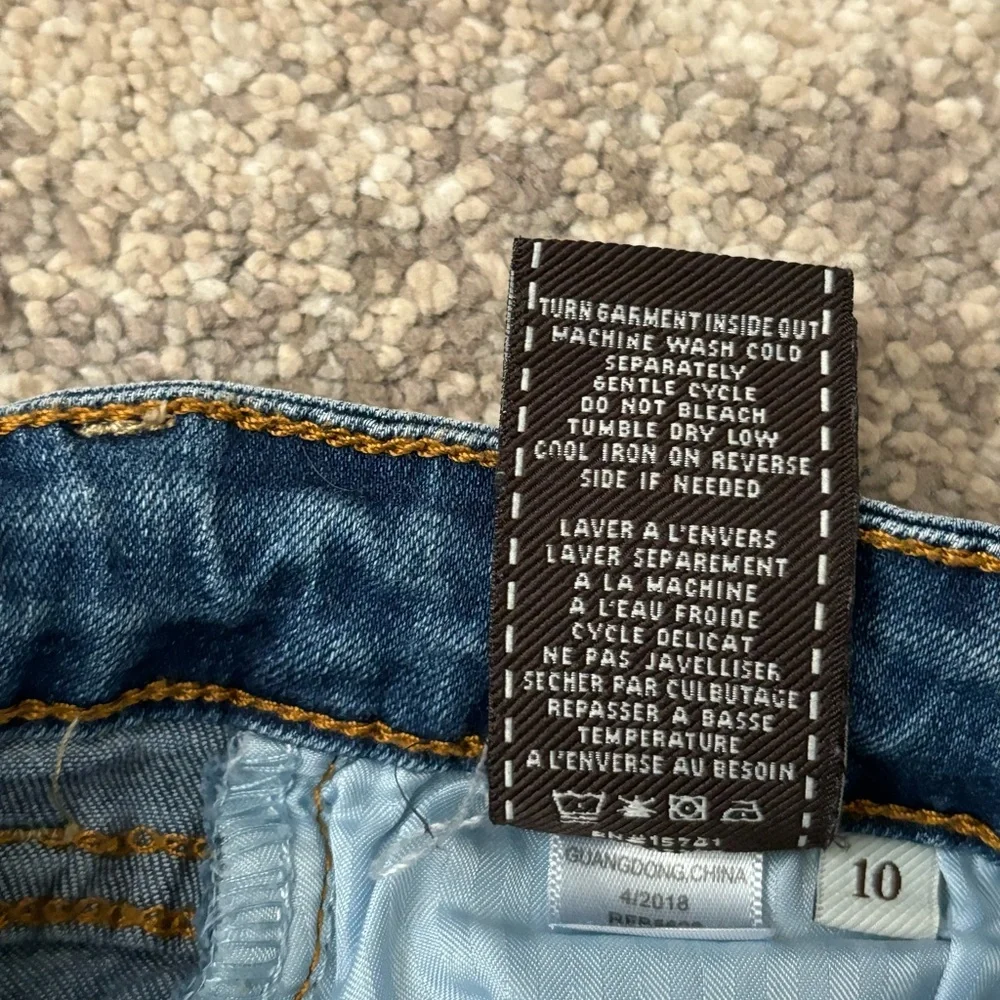 TURN GARMENT INSIDE OUT
MACHINE WASH COLD
SEPARATELY
GENTLE CYCLE
DO NOT BLEACH
TUMBLE DRY LOW
COOL IRON ON REVERSE
SIDE IF NEEDED
LAVER A L'ENVERS
LAVER SEPAREMENT
A LA MACHINE
A L'EAU FROIDE
CYCLE DELICAT
NE PAS JAVELLISER
SECHER PAR CULBUTAGE
REPASSER A BASSE
TEMPERATURE
A L'ENVERSE AU BESOIN
GUANGDONG,CHINA
4/2018
10